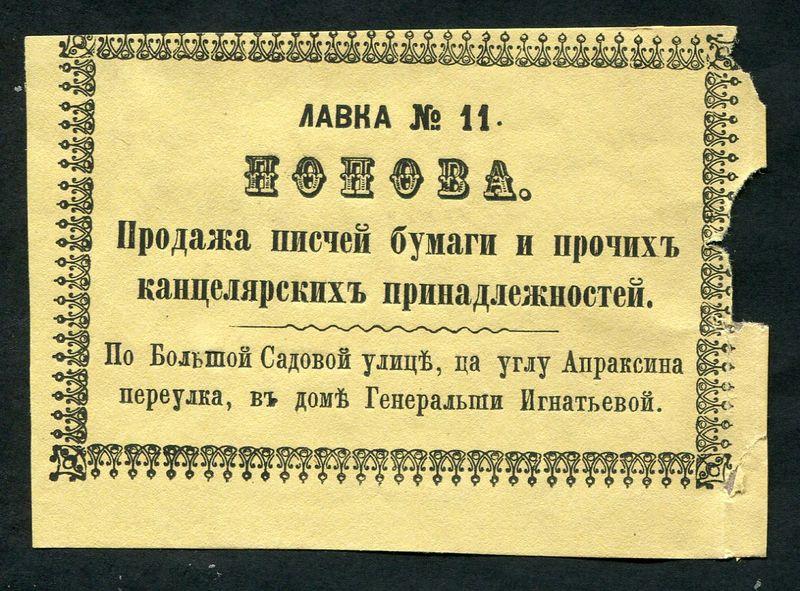 ЛАВКА № 11.
ПОПОВА.
Продажа писчей бумаги и прочихъ
канцелярскихъ принадлежностей.
По Большой Садовой улицѣ, на углу Апраксина
переулка, въ домѣ Генеральши Игнатьевой.